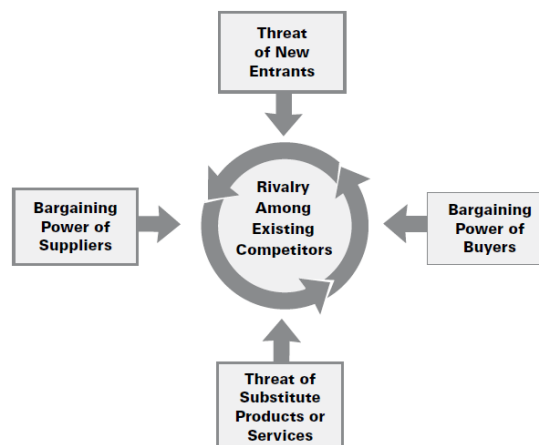 Threat
of New
Entrants
Bargaining
Power of
Suppliers
Rivalry
Among
Existing
Competitors
Bargaining
Power of
Buyers
Threat of
Substitute
Products or
Services